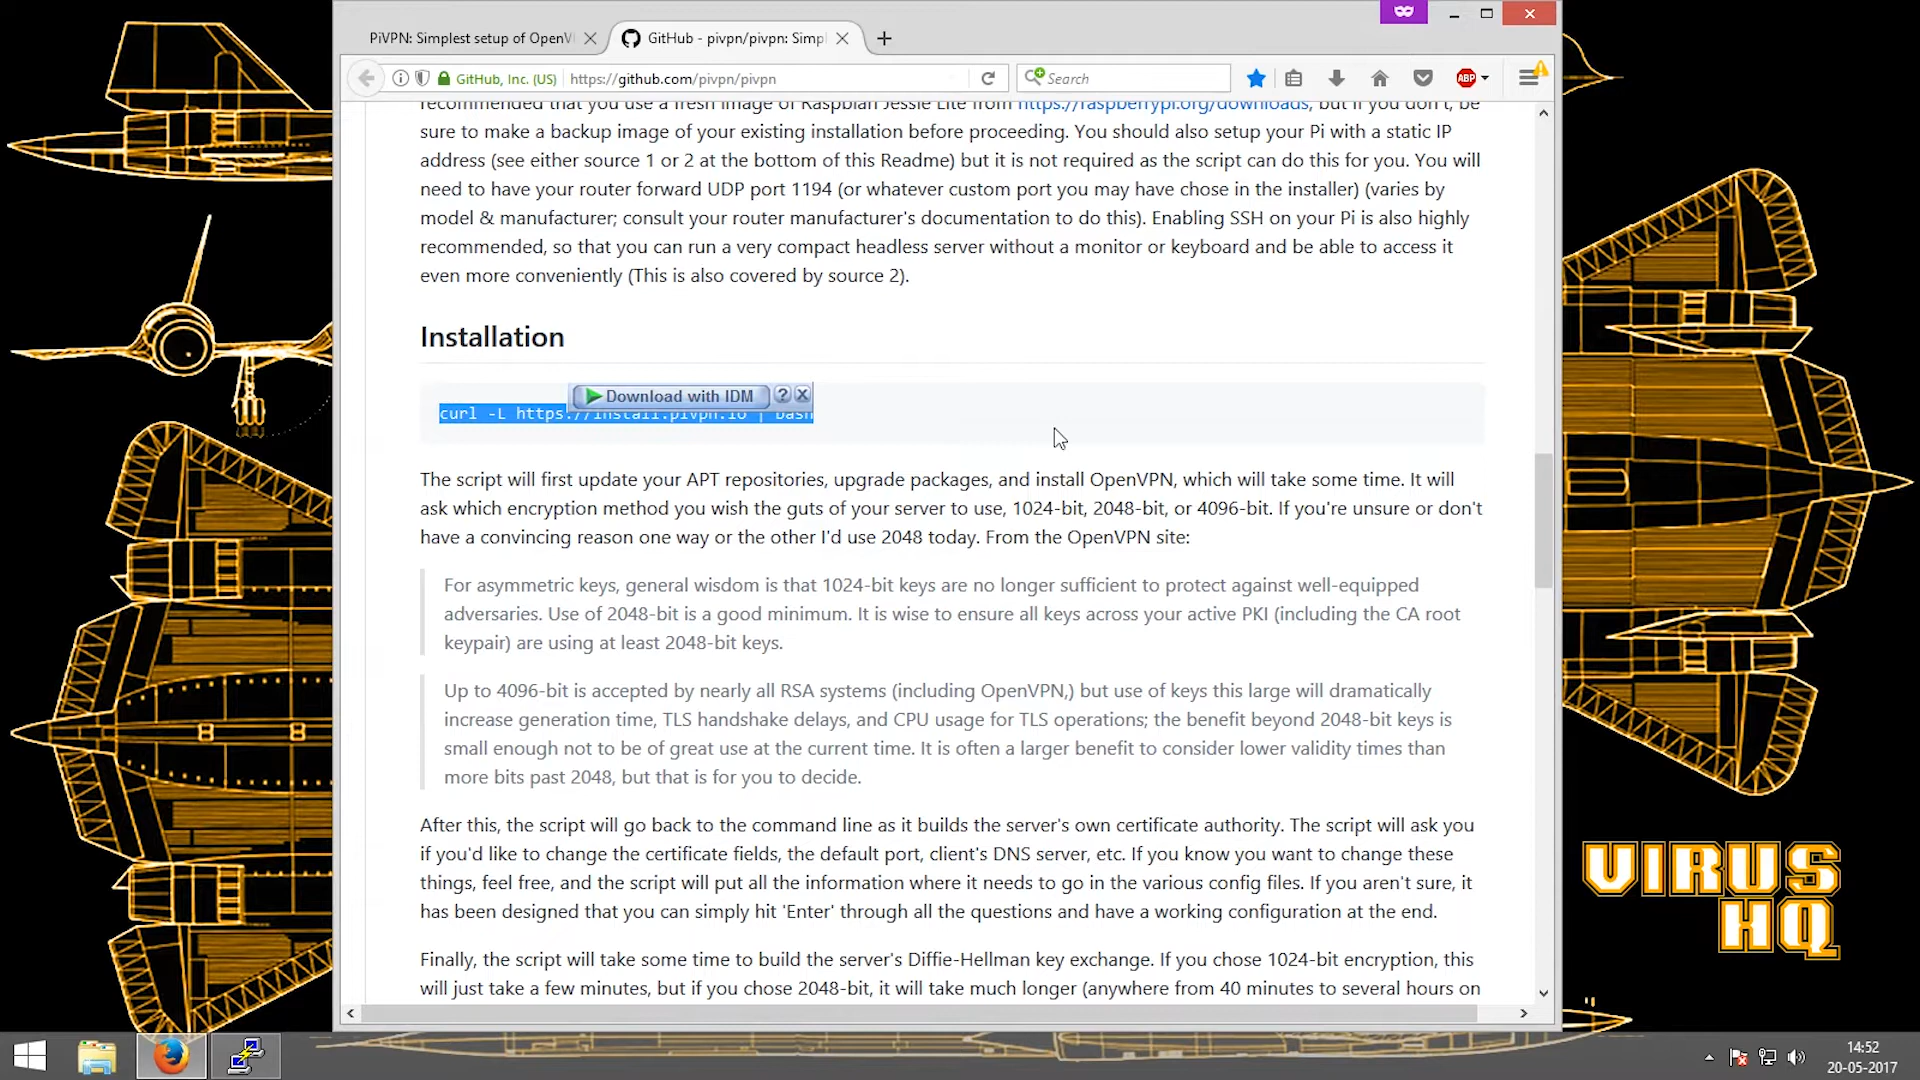 PiVPN: Simplest setup of OpenV
GitHub - pivpn/pivpn: Simpl
GitHub, Inc. (US)
https://github.com/pivpn/pivpn
Search
ABP
recommended that you use a fresh image of Raspbian Jessie Lite from https://raspberrypi.org/downloads, but if you don't, be
sure to make a backup image of your existing installation before proceeding. You should also setup your Pi with a static IP
address (see either source 1 or 2 at the bottom of this Readme) but it is not required as the script can do this for you. You will
need to have your router forward UDP port 1194 (or whatever custom port you may have chose in the installer) (varies by
model & manufacturer; consult your router manufacturer's documentation to do this). Enabling SSH on your Pi is also highly
recommended, so that you can run a very compact headless server without a monitor or keyboard and be able to access it
even more conveniently (This is also covered by source 2).
Installation
Download with IDM
?
curl -L https://install.pivpn.io | bash
The script will first update your APT repositories, upgrade packages, and install OpenVPN, which will take some time. It will
ask which encryption method you wish the guts of your server to use, 1024-bit, 2048-bit, or 4096-bit. If you're unsure or don't
have a convincing reason one way or the other I'd use 2048 today. From the OpenVPN site:
For asymmetric keys, general wisdom is that 1024-bit keys are no longer sufficient to protect against well-equipped
adversaries. Use of 2048-bit is a good minimum. It is wise to ensure all keys across your active PKI (including the CA root
keypair) are using at least 2048-bit keys.
Up to 4096-bit is accepted by nearly all RSA systems (including OpenVPN,) but use of keys this large will dramatically
increase generation time, TLS handshake delays, and CPU usage for TLS operations; the benefit beyond 2048-bit keys is
small enough not to be of great use at the current time. It is often a larger benefit to consider lower validity times than
more bits past 2048, but that is for you to decide.
After this, the script will go back to the command line as it builds the server's own certificate authority. The script will ask you
if you'd like to change the certificate fields, the default port, client's DNS server, etc. If you know you want to change these
things, feel free, and the script will put all the information where it needs to go in the various config files. If you aren't sure, it
has been designed that you can simply hit 'Enter' through all the questions and have a working configuration at the end.
Finally, the script will take some time to build the server's Diffie-Hellman key exchange. If you chose 1024-bit encryption, this
will just take a few minutes, but if you chose 2048-bit, it will take much longer (anywhere from 40 minutes to several hours on
VIRUS
HQ
14:52
20-05-2017